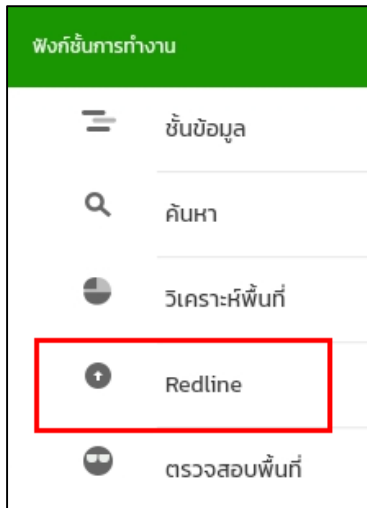 ฟังก์ชั้นการทำงาน
ชั้นข้อมูล
ค้นหา
วิเคราะห์พื้นที่
Redline
ตรวจสอบพื้นที่